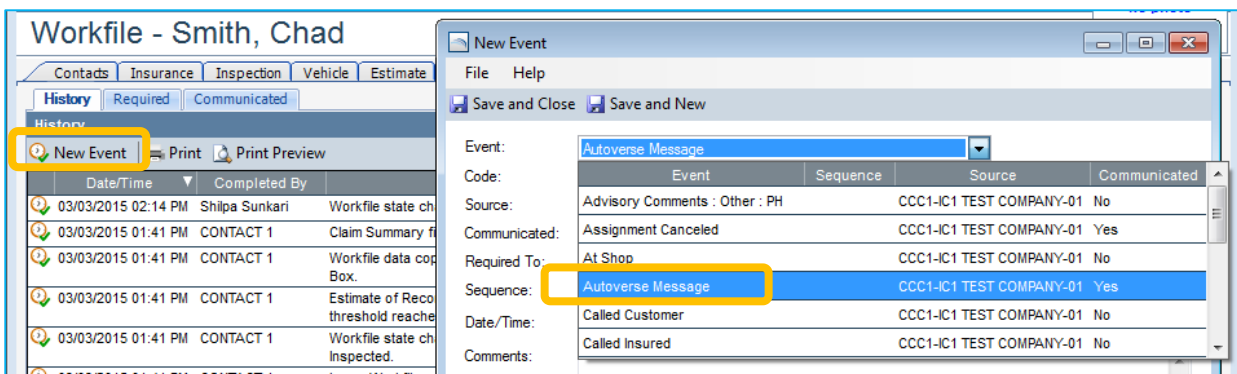 Workfile - Smith, Chad
Contacts Insurance Inspection Vehicle Estimate
History Required Communicated
History
New Event Print Print Preview
Date/Time Completed By
03/03/2015 02:14 PM Shilpa Sunkari Workfile state ch
03/03/2015 01:41 PM CONTACT 1 Claim Summary fi
03/03/2015 01:41 PM CONTACT 1 Workfile data cop
Box.
03/03/2015 01:41 PM CONTACT 1 Estimate of Reco
threshold reache
03/03/2015 01:41 PM CONTACT 1 Workfile state ch
Inspected.
New Event
File Help
Save and Close Save and New
Event: Autoverse Message
Code:
Source:
Communicated:
Required To:
Sequence:
Date/Time:
Comments:
Event Sequence Source Communicated
Advisory Comments : Other : PH CCC1-IC1 TEST COMPANY-01 No
Assignment Canceled CCC1-IC1 TEST COMPANY-01 Yes
At Shop CCC1-IC1 TEST COMPANY-01 No
Autoverse Message CCC1-IC1 TEST COMPANY-01 Yes
Called Customer CCC1-IC1 TEST COMPANY-01 No
Called Insured CCC1-IC1 TEST COMPANY-01 No